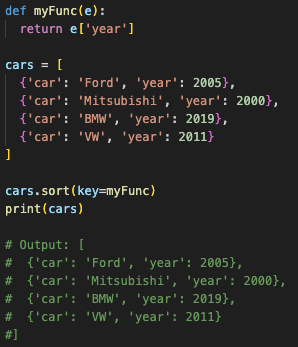 def myFunc(e):
  return e['year']

cars = [
  {'car': 'Ford', 'year': 2005},
  {'car': 'Mitsubishi', 'year': 2000},
  {'car': 'BMW', 'year': 2019},
  {'car': 'VW', 'year': 2011}
]

cars.sort(key=myFunc)
print(cars)

# Output: [
#  {'car': 'Ford', 'year': 2005},
#  {'car': 'Mitsubishi', 'year': 2000},
#  {'car': 'BMW', 'year': 2019},
#  {'car': 'VW', 'year': 2011}
#]